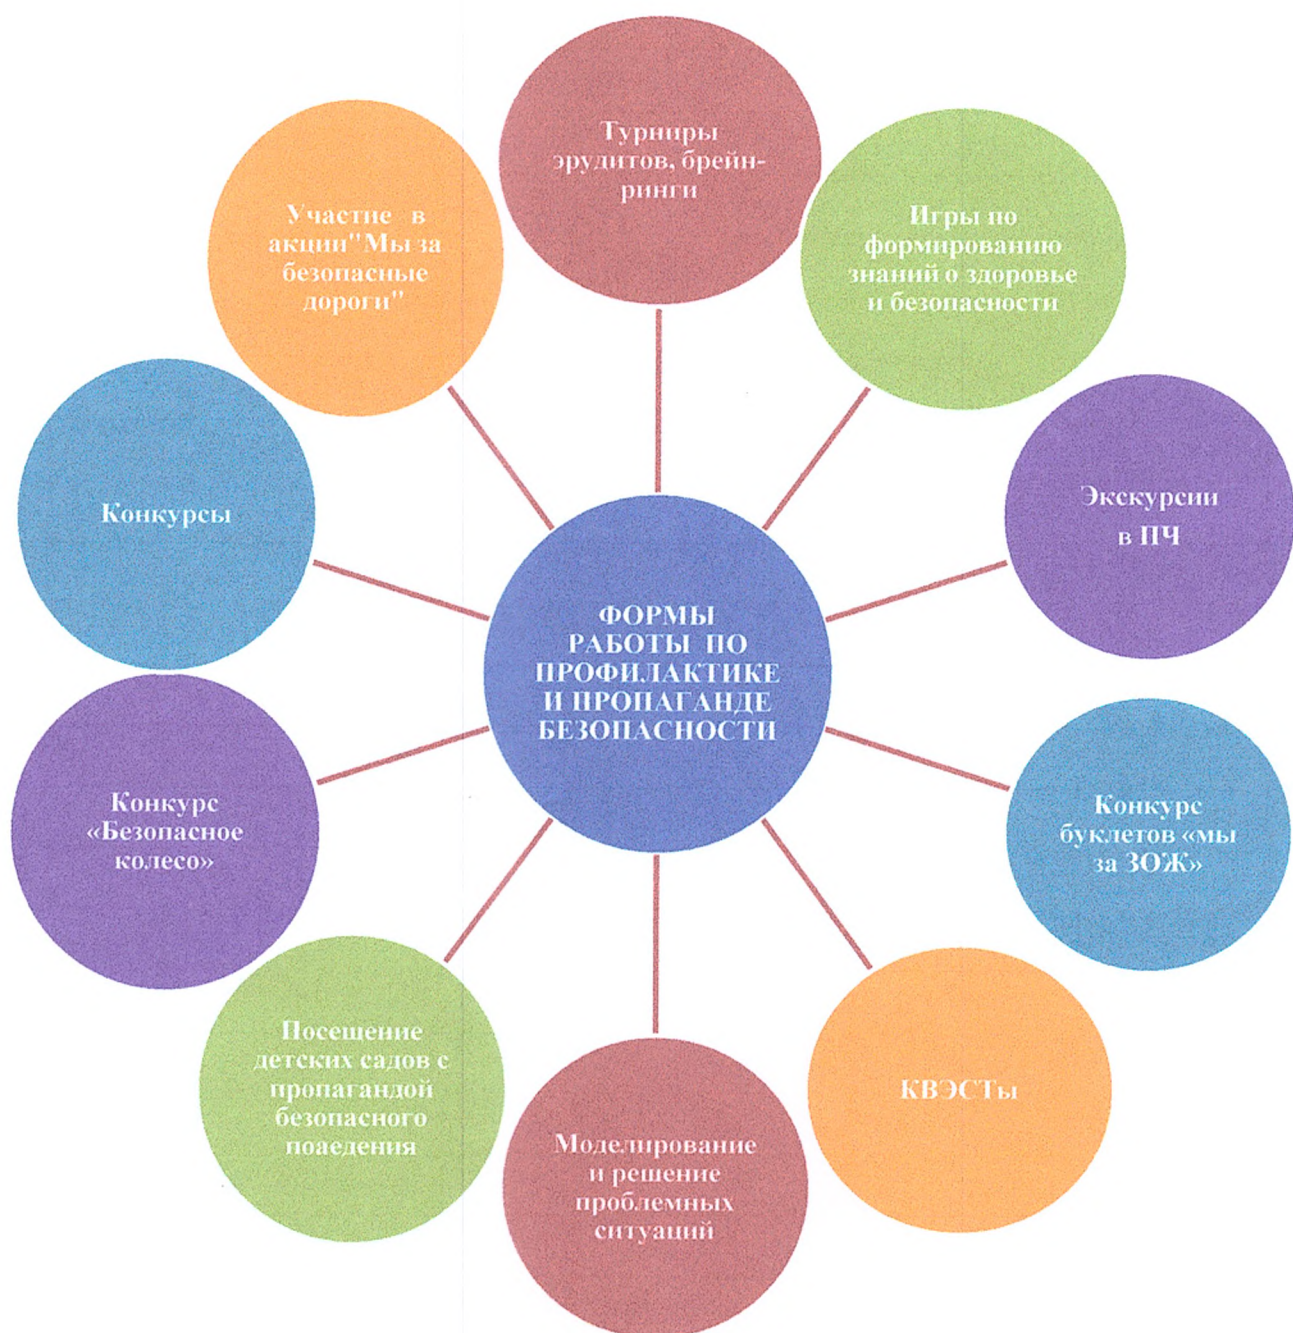 Турниры
эрудитов, брейн-
ринги
Игры по
формированию
знаний о здоровье
и безопасности
Экскурсии
в ПЧ
Конкурс
буклетов «мы
за ЗОЖ»
КВЭСТы
Моделирование
и решение
проблемных
ситуаций
Посещение
детских садов с
пропагандой
безопасного
поаедения
Конкурс
«Безопасное
колесо»
Конкурсы
Участие в
акции"Мы за
безопасные
дороги"
ФОРМЫ
РАБОТЫ ПО
ПРОФИЛАКТИКЕ
И ПРОПАГАНДЕ
БЕЗОПАСНОСТИ